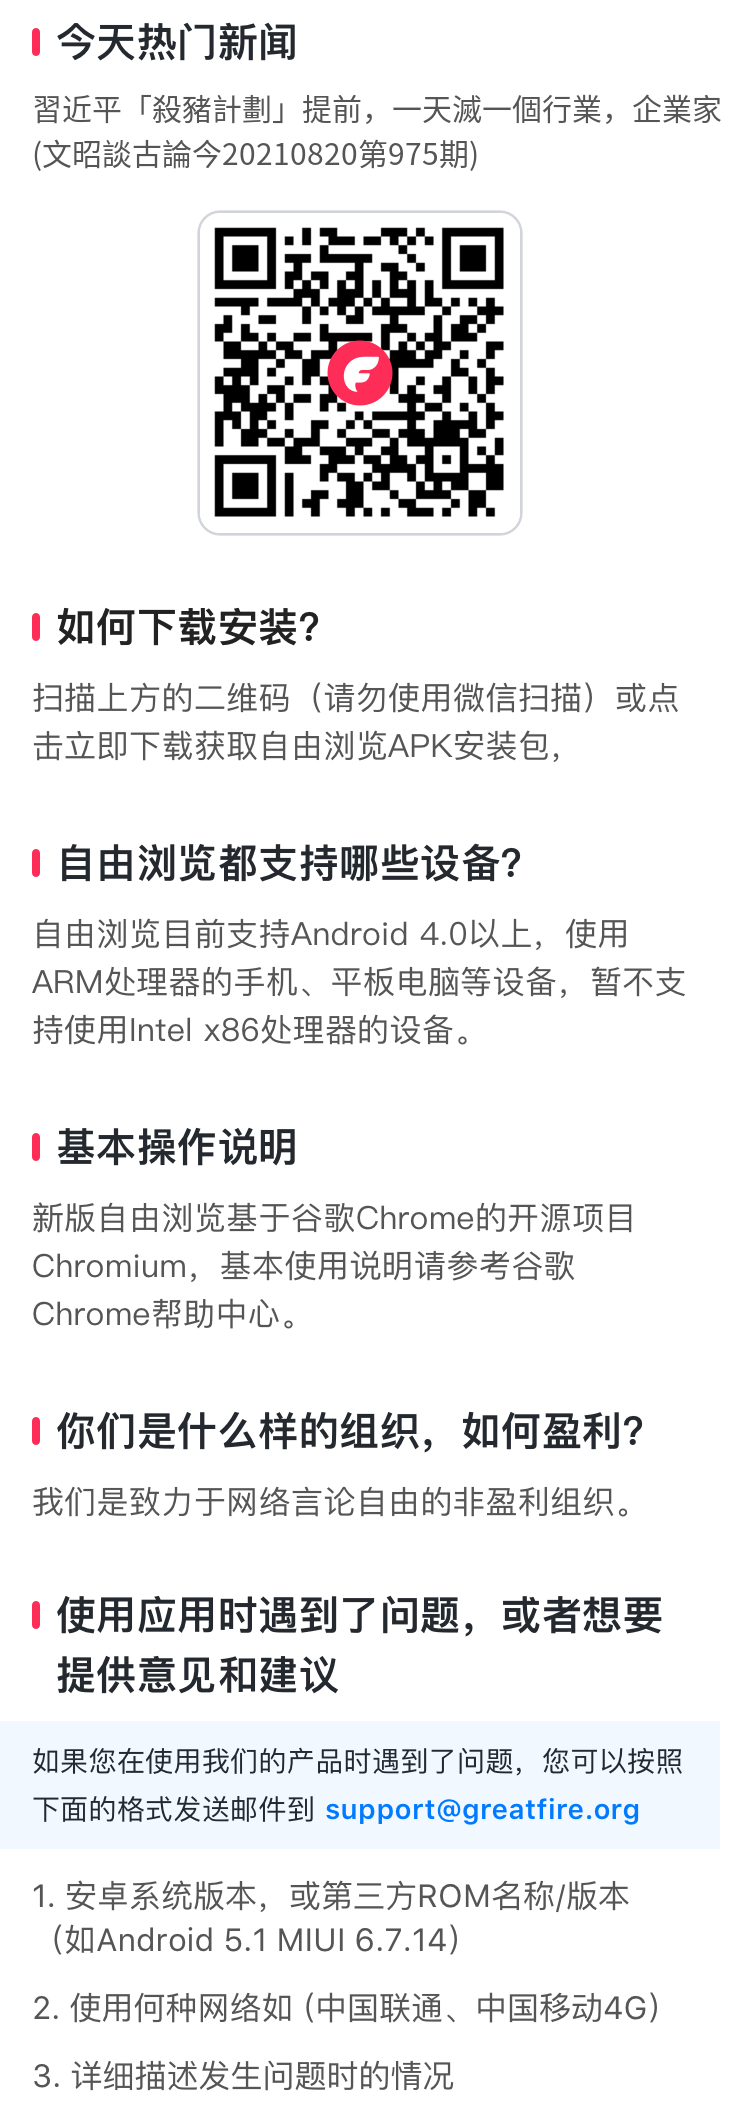 今天热门新闻
習近平「殺豬計劃」提前，一天滅一個行業，企業家
(文昭談古論今20210820第975期)
如何下载安装?
扫描上方的二维码（请勿使用微信扫描）或点
击立即下载获取自由浏览APK安装包，
自由浏览都支持哪些设备?
自由浏览目前支持Android 4.0以上，使用
ARM处理器的手机、平板电脑等设备，暂不支
持使用Intel x86处理器的设备。
基本操作说明
新版自由浏览基于谷歌Chrome的开源项目
Chromium，基本使用说明请参考谷歌
Chrome帮助中心。
你们是什么样的组织，如何盈利?
我们是致力于网络言论自由的非盈利组织。
使用应用时遇到了问题，或者想要
提供意见和建议
如果您在使用我们的产品时遇到了问题，您可以按照
下面的格式发送邮件到 support@greatfire.org
1. 安卓系统版本，或第三方ROM名称/版本
（如Android 5.1 MIUI 6.7.14）
2. 使用何种网络如 (中国联通、中国移动4G）
3. 详细描述发生问题时的情况